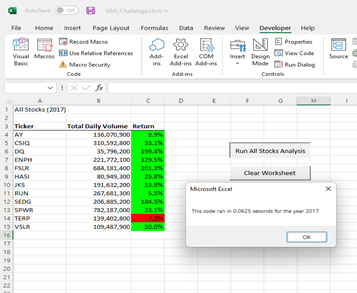 AutoSave Off VBA_Challenge.xlsm
File Home Insert Page Layout Formulas Data Review View Developer Help
Visual Basic
Macros
Record Macro
Use Relative References
Macro Security
Code
Add-ins
Excel Add-ins
COM Add-ins
Add-ins
Insert
Design Mode
Properties
View Code
Run Dialog
Controls
Source
A B C D E F G H I
1 All Stocks (2017)
2
3 Ticker Total Daily Volume Return
4 AY 136,070,900 8.9%
5 CSIQ 310,592,800 33.1%
6 DQ 35,796,200 199.4%
7 ENPH 221,772,100 129.5%
8 FSLR 684,181,400 101.3%
9 HASI 80,949,300 25.8%
10 JKS 191,632,200 53.9%
11 RUN 267,681,300 5.5%
12 SEDG 206,885,200 184.5%
13 SPWR 782,187,000 23.1%
14 TERP 139,402,800 -7.2%
15 VSLR 109,487,900 50.0%
16
17
18
19
20
21
22
Run All Stocks Analysis
Clear Worksheet
Microsoft Excel
This code ran in 0.0625 seconds for the year 2017
OK